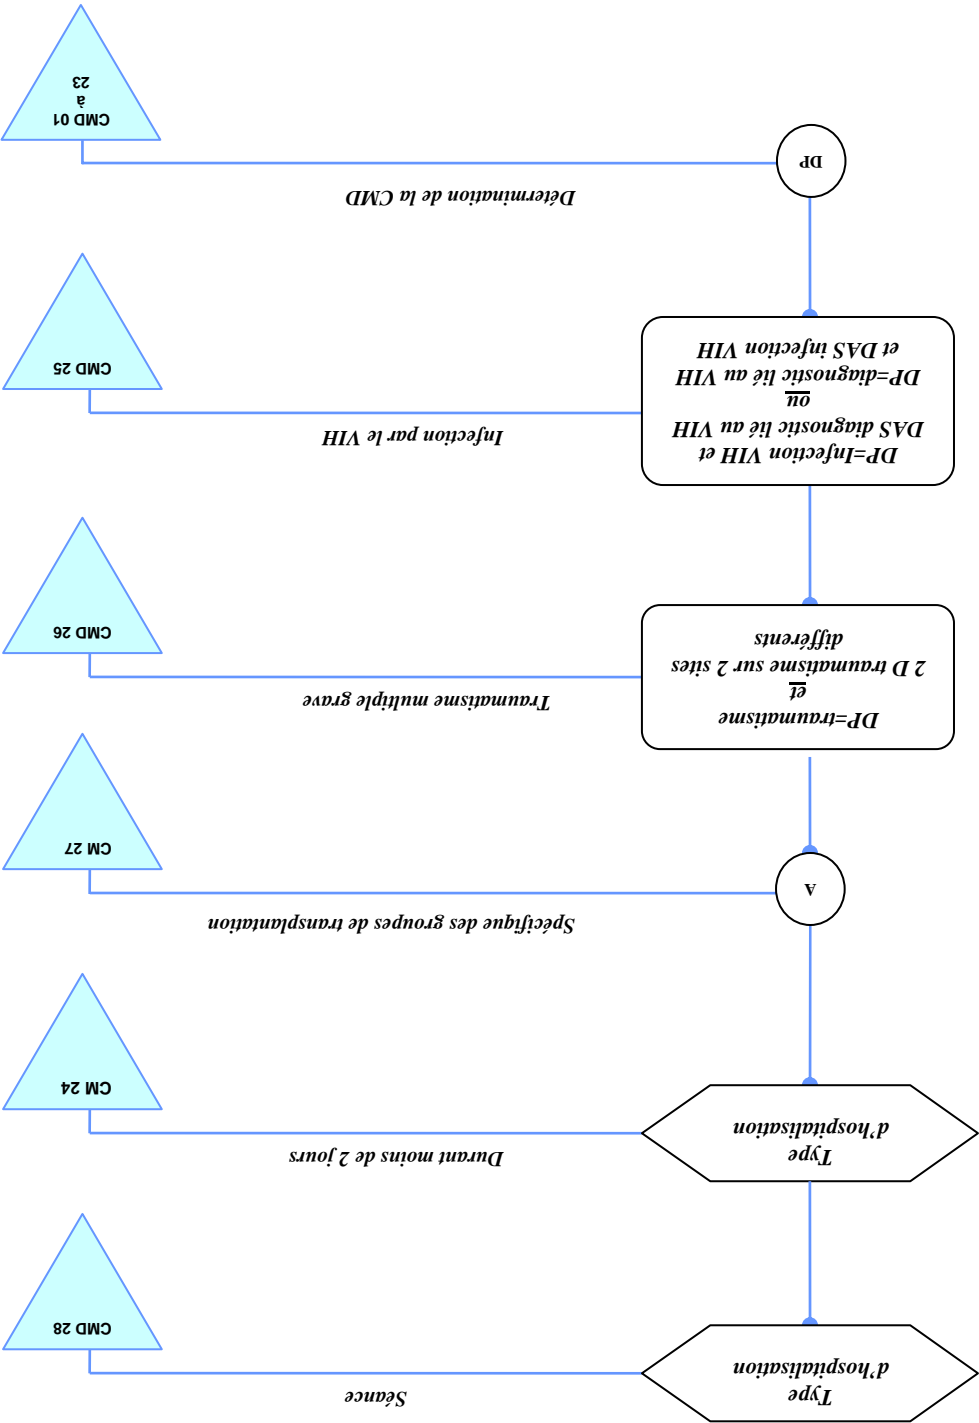 Séance
Type
d'hospitalisation
CMD 28
Durant moins de 2 jours
Type
d'hospitalisation
CM 24
Spécifique des groupes de transplantation
A
CM 27
DP=traumatisme
et
2 D traumatisme sur 2 sites
différents
Traumatisme multiple grave
CMD 26
DP=Infection VIH et
DAS diagnostic lié au VIH
ou
DP=diagnostic lié au VIH
et DAS infection VIH
Infection par le VIH
CMD 25
Détermination de la CMD
DP
CMD 01
à
23